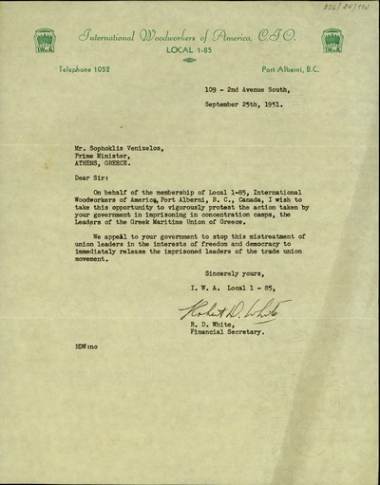 International Woodworkers of America, C.I.O.
LOCAL 1-85
Telephone 1052
Port Alberni, B.C.
109 - 2nd Avenue South,
September 25th, 1951.
Mr. Sophoklis Venizelos,
Prime Minister,
ATHENS, GREECE.
Dear Sir:
On behalf of the membership of Local 1-85, International
Woodworkers of America, Port Alberni, B. C., Canada, I wish to
take this opportunity to vigorously protest the action taken by
your government in imprisoning in concentration camps, the
Leaders of the Greek Maritime Union of Greece.
We appeal to your government to stop this mistreatment of
union leaders in the interests of freedom and democracy to
immediately release the imprisoned leaders of the trade union
movement.
Sincerely yours,
I. W. A. Local 1 - 85,
Robert D. White
R. D. White,
Financial Secretary.
RDW:no